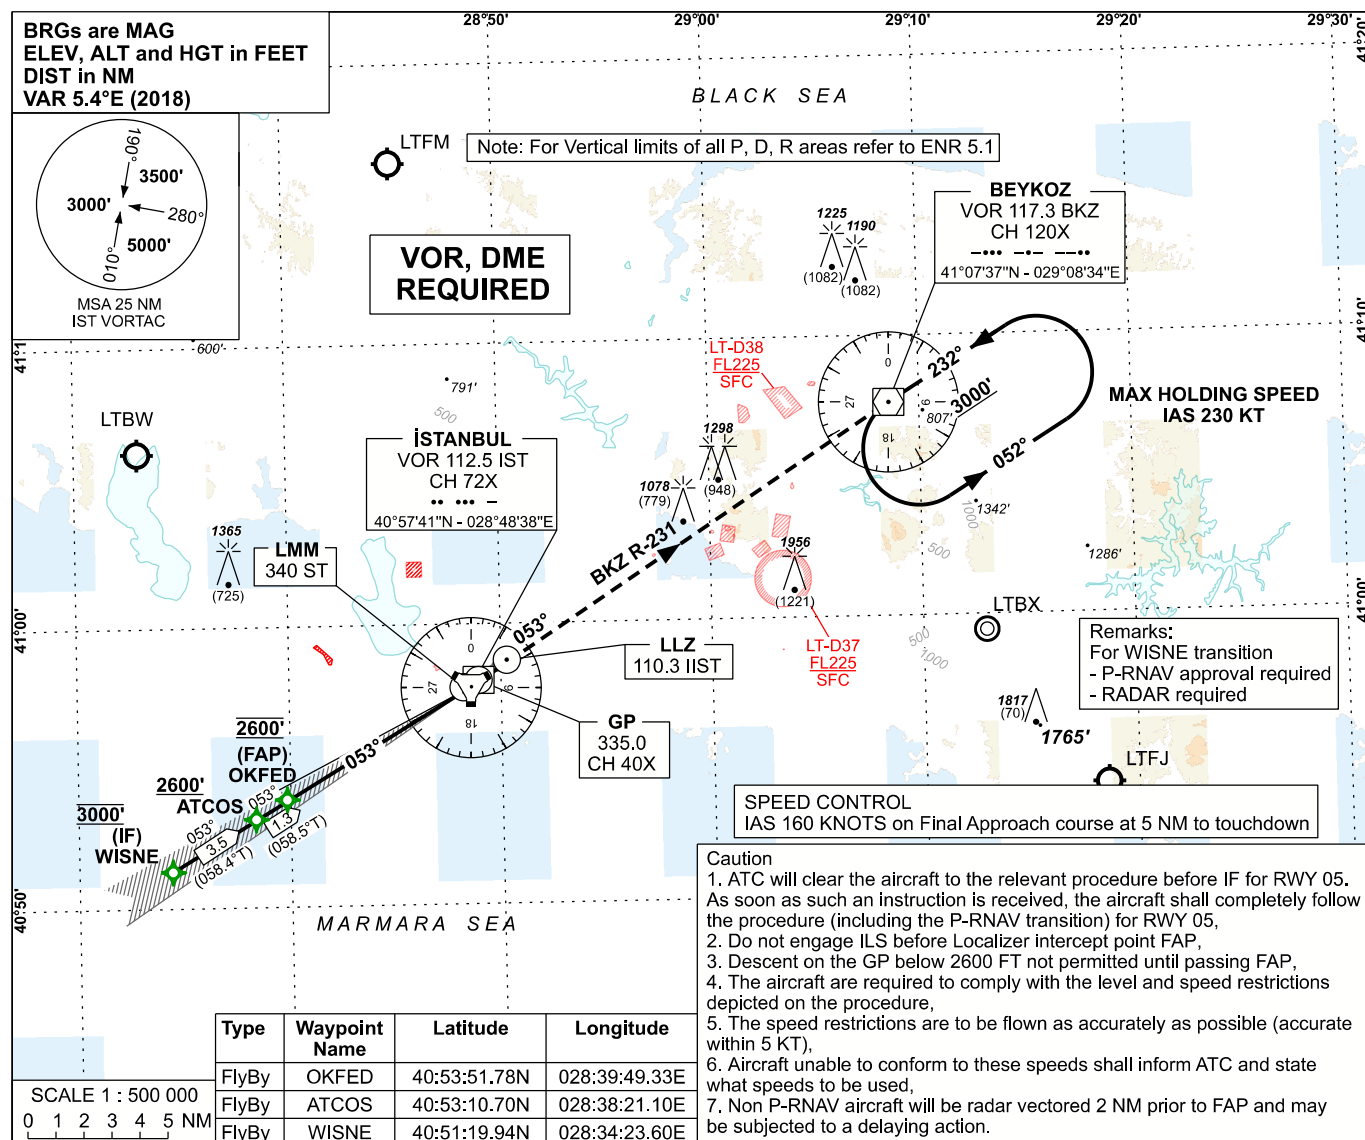 28°50'
29°00'
29°10'
29°20'
29°30'
41°20'
BRGs are MAG
ELEV, ALT and HGT in FEET
DIST in NM
VAR 5.4°E (2018)
BLACK SEA
190°
3500'
3000'
280°
5000'
010°
MSA 25 NM
IST VORTAC
LTFM
Note: For Vertical limits of all P, D, R areas refer to ENR 5.1
VOR, DME
REQUIRED
BEYKOZ
VOR 117.3 BKZ
CH 120X
41°07'37"N - 029°08'34"E
1225
1190
(1082)
(1082)
41°10'
41°1
600'
791'
500
LT-D38
FL225
SFC
0
9
18
27
232°
3000'
807'
052°
MAX HOLDING SPEED
IAS 230 KT
LTBW
İSTANBUL
VOR 112.5 IST
CH 72X
40°57'41"N - 028°48'38"E
1298
(948)
1078
(779)
BKZ R-231
1342'
1000
500
1286'
1365
(725)
LMM
340 ST
1956
(1221)
LT-D37
FL225
SFC
41°00'
41°00'
LTBX
500
1000
Remarks:
For WISNE transition
- P-RNAV approval required
- RADAR required
053°
LLZ
110.3 IIST
0
9
18
27
GP
335.0
CH 40X
1817
(70)
1765'
LTFJ
2600'
(FAP)
OKFED
053°
2600'
ATCOS
053°
1.3
(058.5°T)
3000'
(IF)
WISNE
053°
3.5
(058.4°T)
SPEED CONTROL
IAS 160 KNOTS on Final Approach course at 5 NM to touchdown
40°50'
MARMARA SEA
Caution
1. ATC will clear the aircraft to the relevant procedure before IF for RWY 05.
As soon as such an instruction is received, the aircraft shall completely follow
the procedure (including the P-RNAV transition) for RWY 05,
2. Do not engage ILS before Localizer intercept point FAP,
3. Descent on the GP below 2600 FT not permitted until passing FAP,
4. The aircraft are required to comply with the level and speed restrictions
depicted on the procedure,
5. The speed restrictions are to be flown as accurately as possible (accurate
within 5 KT),
6. Aircraft unable to conform to these speeds shall inform ATC and state
what speeds to be used,
7. Non P-RNAV aircraft will be radar vectored 2 NM prior to FAP and may
be subjected to a delaying action.
Type Waypoint Name Latitude Longitude
FlyBy OKFED 40:53:51.78N 028:39:49.33E
FlyBy ATCOS 40:53:10.70N 028:38:21.10E
FlyBy WISNE 40:51:19.94N 028:34:23.60E
SCALE 1 : 500 000
0 1 2 3 4 5 NM